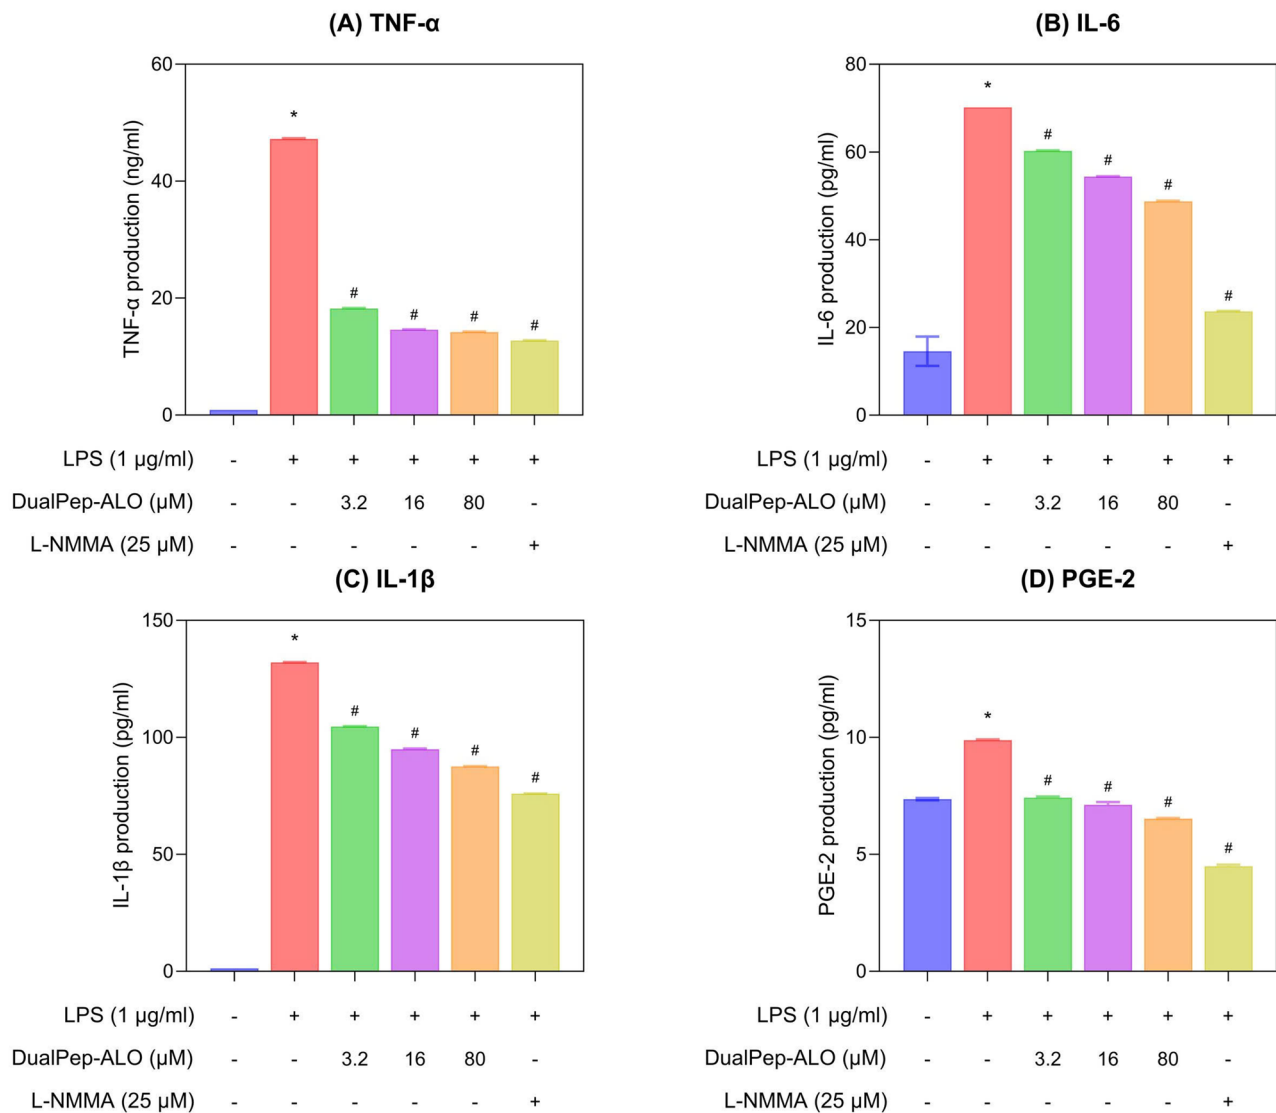 (A) TNF-α
TNF-α production (ng/ml)
60
40
20
0
*
#
#
#
#
LPS (1 µg/ml) - + + + + +
DualPep-ALO (µM) - - 3.2 16 80 -
L-NMMA (25 µM) - - - - - +
(B) IL-6
IL-6 production (pg/ml)
80
60
40
20
0
*
#
#
#
#
LPS (1 µg/ml) - + + + + +
DualPep-ALO (µM) - - 3.2 16 80 -
L-NMMA (25 µM) - - - - - +
(C) IL-1β
IL-1β production (pg/ml)
150
100
50
0
*
#
#
#
#
LPS (1 µg/ml) - + + + + +
DualPep-ALO (µM) - - 3.2 16 80 -
L-NMMA (25 µM) - - - - - +
(D) PGE-2
PGE-2 production (pg/ml)
15
10
5
0
*
#
#
#
#
LPS (1 µg/ml) - + + + + +
DualPep-ALO (µM) - - 3.2 16 80 -
L-NMMA (25 µM) - - - - - +